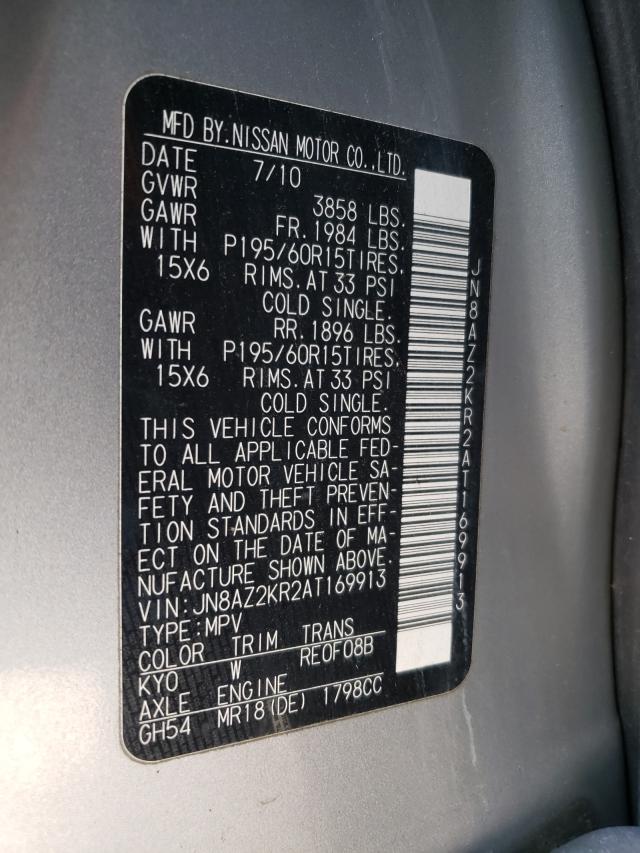 MFD BY.NISSAN MOTOR CO.,LTD.
DATE 7/10
GVWR 3858 LBS.
GAWR FR.1984 LBS.
WITH P195/60R15TIRES,
15X6 RIMS.AT 33 PSI
COLD SINGLE.
GAWR RR.1896 LBS.
WITH P195/60R15TIRES,
15X6 RIMS.AT 33 PSI
COLD SINGLE.
THIS VEHICLE CONFORMS
TO ALL APPLICABLE FED-
ERAL MOTOR VEHICLE SA-
FETY AND THEFT PREVEN-
TION STANDARDS IN EFF-
ECT ON THE DATE OF MA-
NUFACTURE SHOWN ABOVE.
VIN:JN8AZ2KR2AT169913
TYPE:MPV
COLOR TRIM TRANS
KYO W RE0F08B
AXLE ENGINE
GH54 MR18(DE) 1798CC
JN8AZ2KR2AT169913